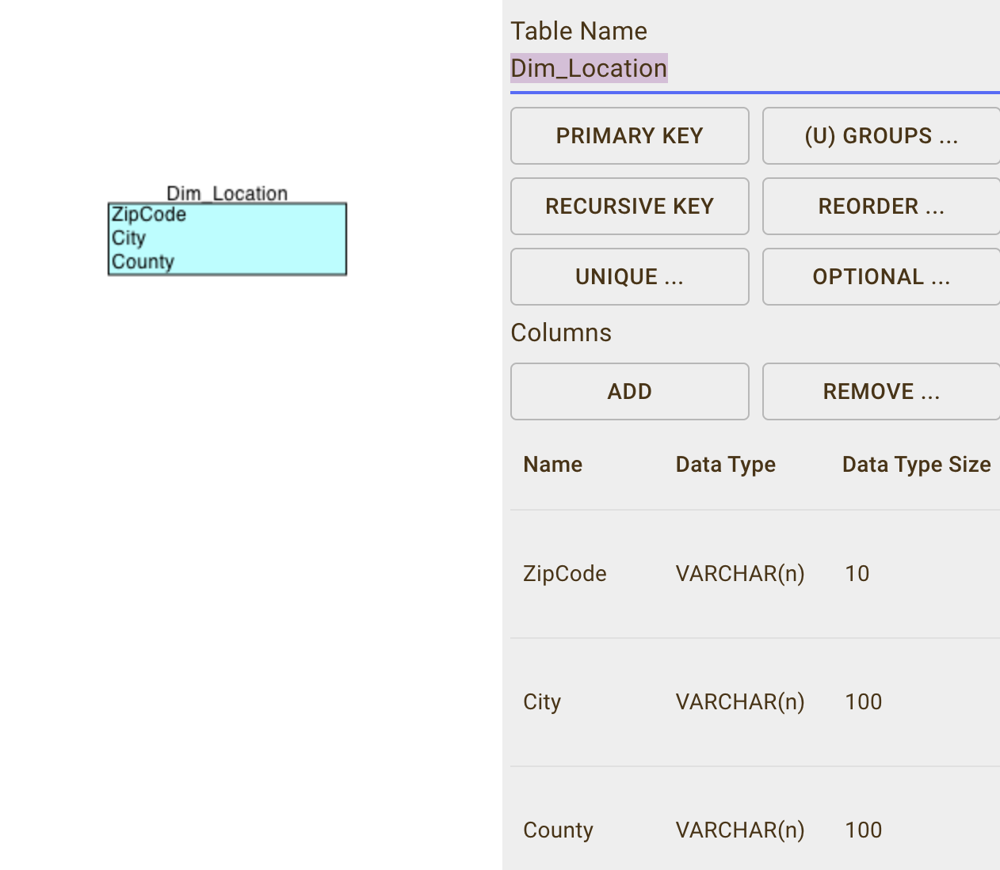 Dim_Location
ZipCode
City
County
Table Name
Dim_Location
PRIMARY KEY
(U) GROUPS ...
RECURSIVE KEY
REORDER ...
UNIQUE ...
OPTIONAL ...
Columns
ADD
REMOVE ...
Name Data Type Data Type Size
ZipCode VARCHAR(n) 10
City VARCHAR(n) 100
County VARCHAR(n) 100